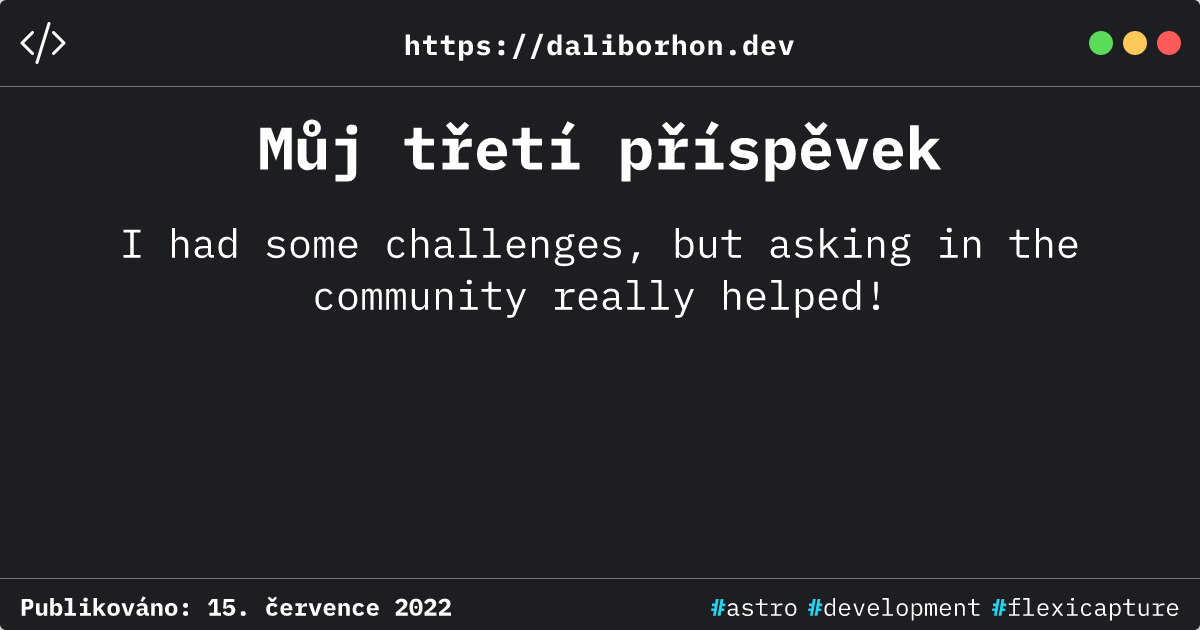 </>
https://daliborhon.dev
Můj třetí příspěvek
I had some challenges, but asking in the
community really helped!
Publikováno: 15. července 2022
#astro #development #flexicapture